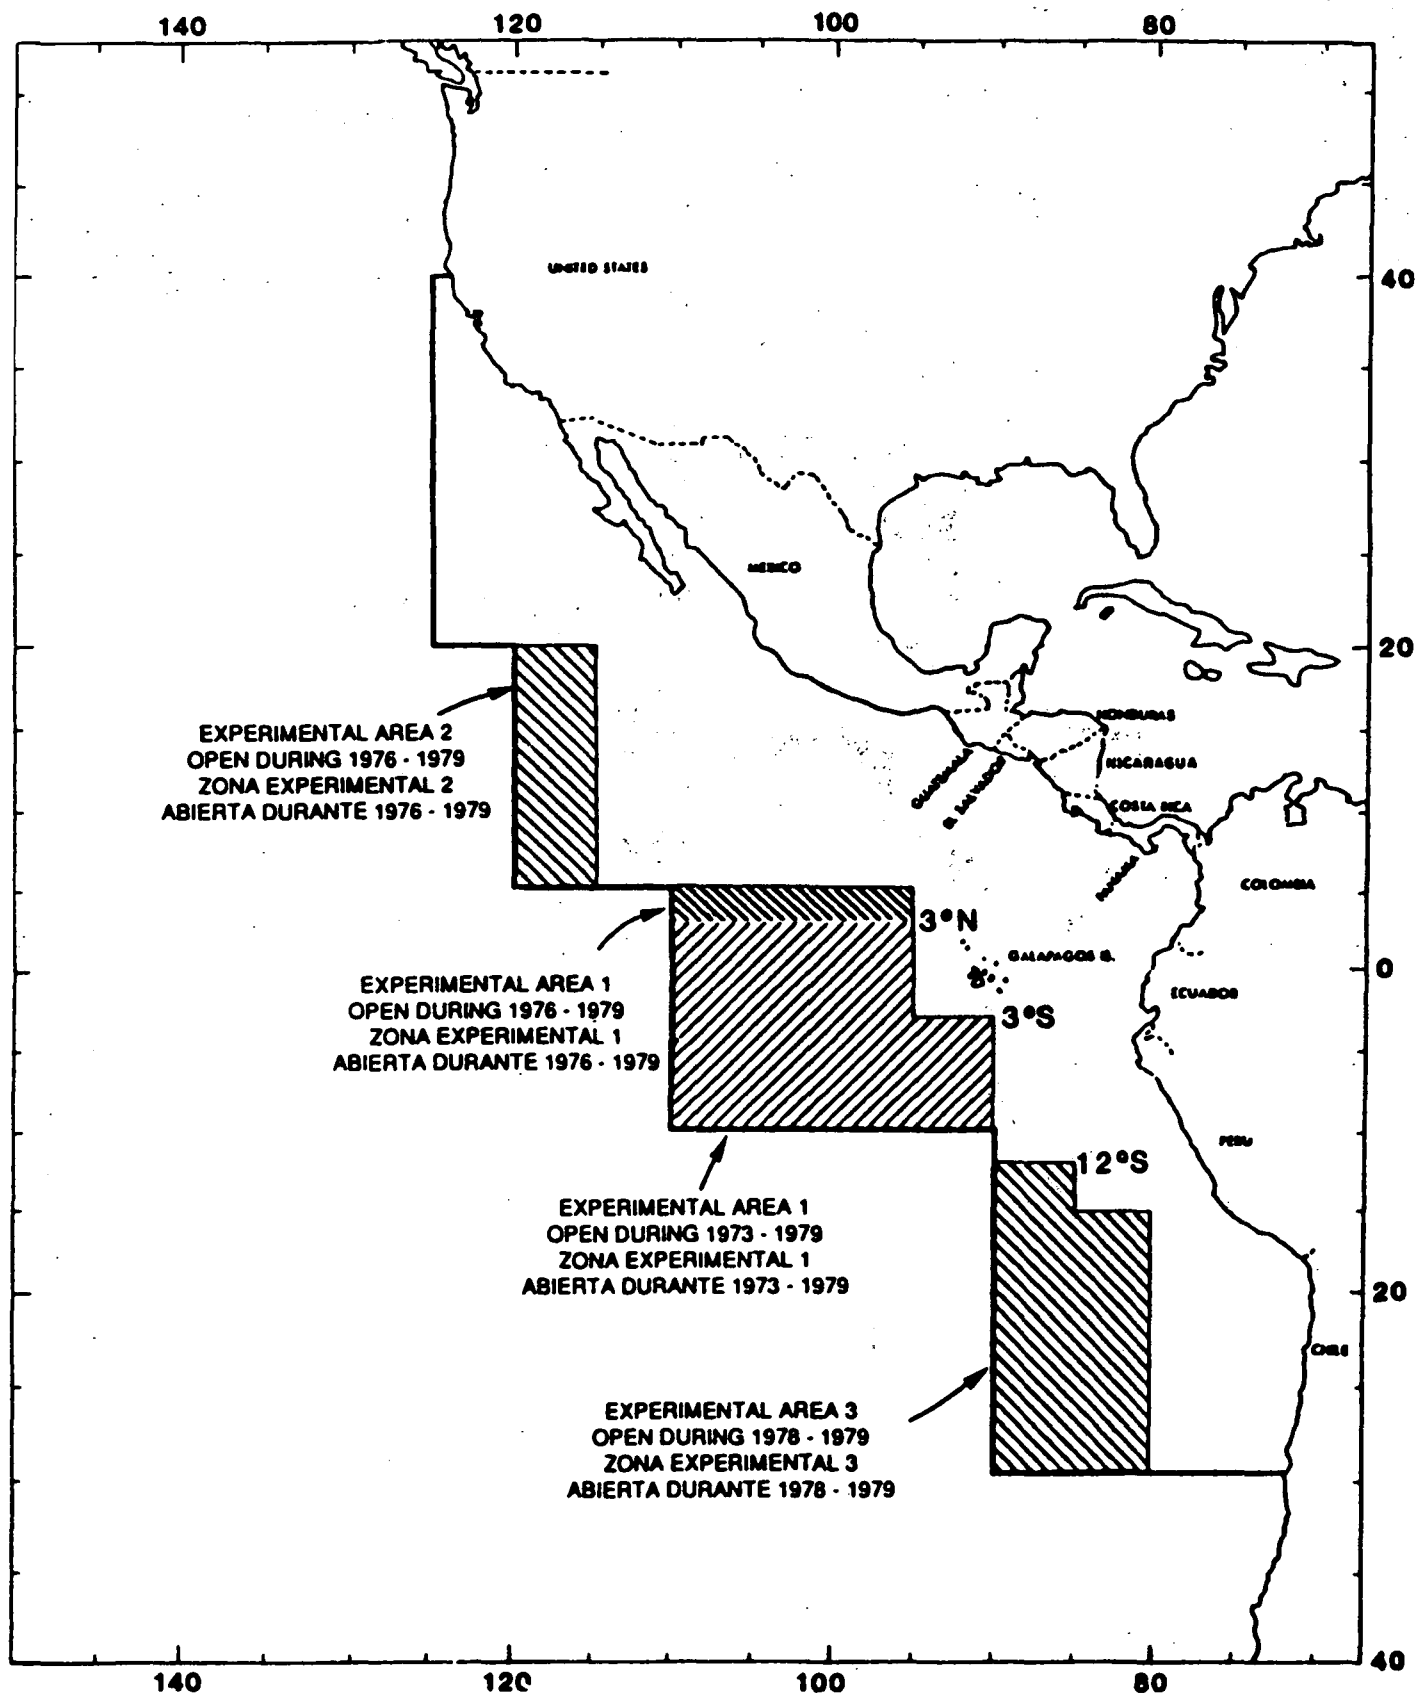 140 120 100 80
UNITED STATES
40
MEXICO
20
HONDURAS
EXPERIMENTAL AREA 2
OPEN DURING 1976 - 1979
ZONA EXPERIMENTAL 2
ABIERTA DURANTE 1976 - 1979
NICARAGUA
GUATEMALA
EL SALVADOR
COSTA RICA
PANAMA
COLOMBIA
3°N
GALAPAGOS IS.
0
ECUADOR
EXPERIMENTAL AREA 1
OPEN DURING 1976 - 1979
ZONA EXPERIMENTAL 1
ABIERTA DURANTE 1976 - 1979
3°S
PERU
12°S
EXPERIMENTAL AREA 1
OPEN DURING 1973 - 1979
ZONA EXPERIMENTAL 1
ABIERTA DURANTE 1973 - 1979
20
CHILE
EXPERIMENTAL AREA 3
OPEN DURING 1978 - 1979
ZONA EXPERIMENTAL 3
ABIERTA DURANTE 1978 - 1979
40
140 120 100 80